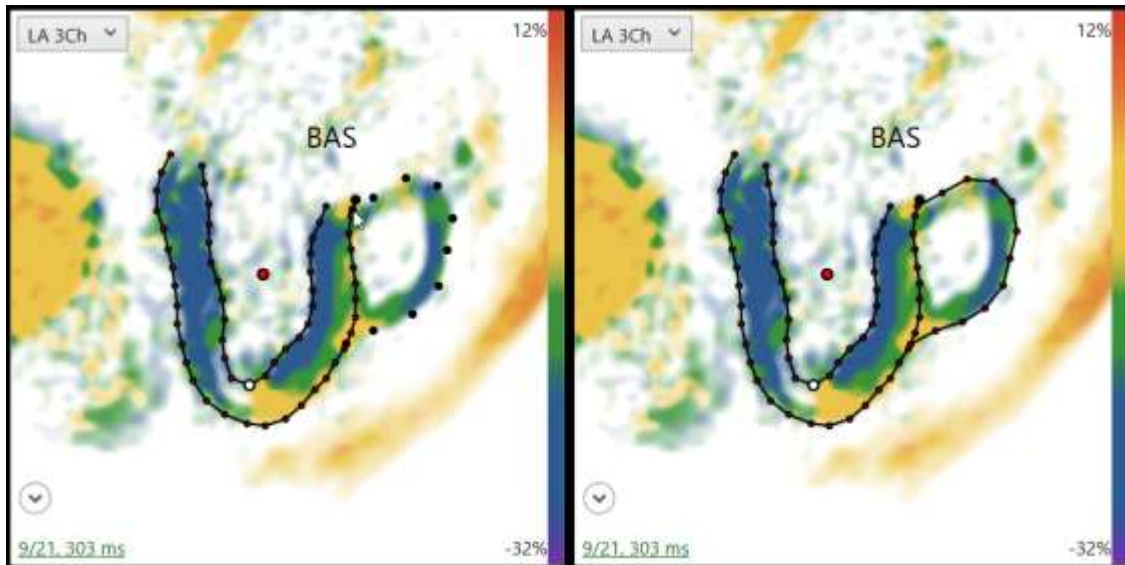 LA 3Ch
12%
BAS
9/21, 303 ms
-32%
LA 3Ch
12%
BAS
9/21, 303 ms
-32%